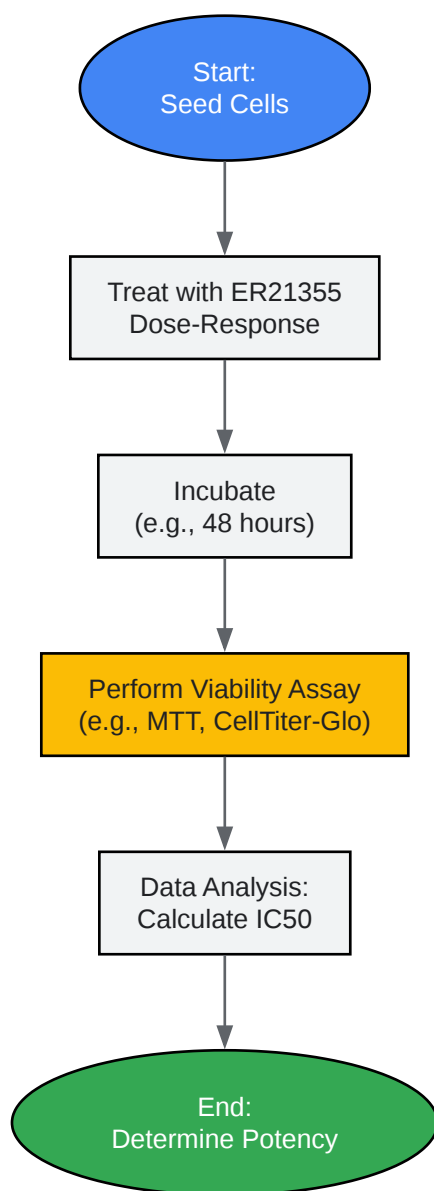 Start:
Seed Cells
Treat with ER21355
Dose-Response
Incubate
(e.g., 48 hours)
Perform Viability Assay
(e.g., MTT, CellTiter-Glo)
Data Analysis:
Calculate IC50
End:
Determine Potency